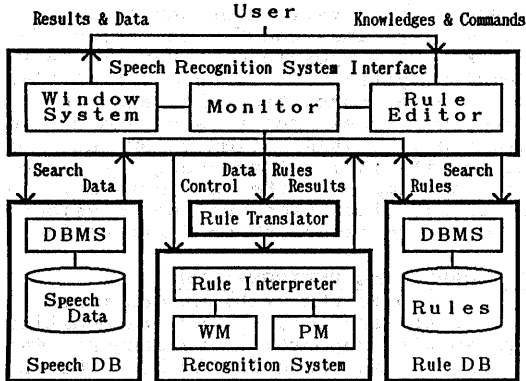 User
Results & Data
Knowledges & Commands
Speech Recognition System Interface
Window
System
Monitor
Rule
Editor
Search
Data
Control
Data
Rules
Results
Rules
Search
Rule Translator
DBMS
Speech
Data
Speech DB
Rule Interpreter
WM
PM
Recognition System
DBMS
Rules
Rule DB